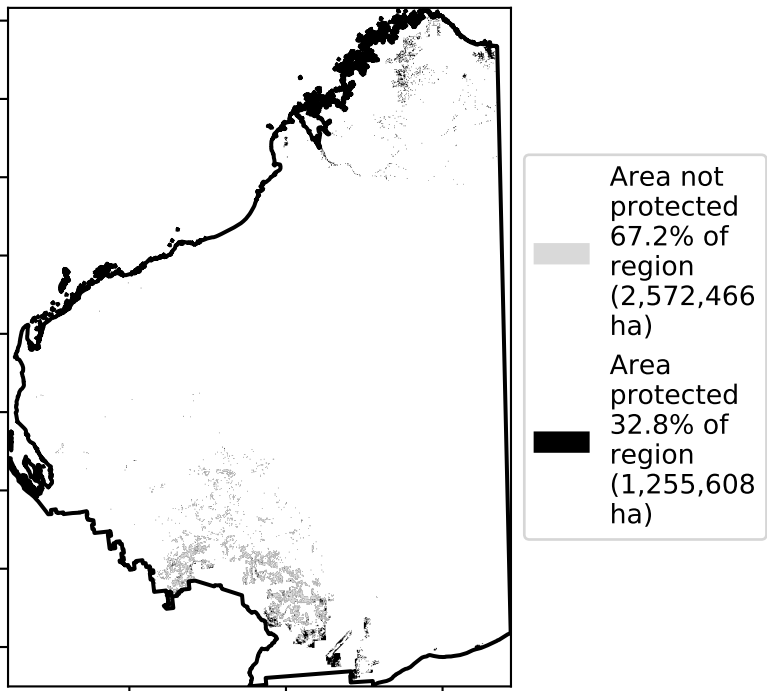 Area not
protected
67.2% of
region
(2,572,466
ha)
Area
protected
32.8% of
region
(1,255,608
ha)